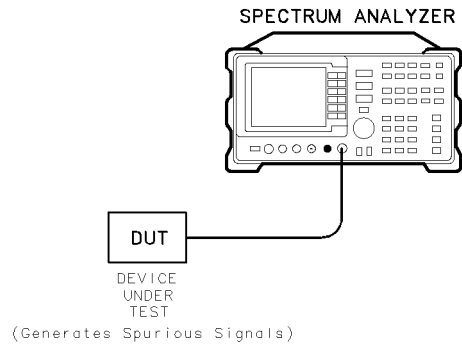 SPECTRUM ANALYZER
DUT
DEVICE
UNDER
TEST
(Generates Spurious Signals)